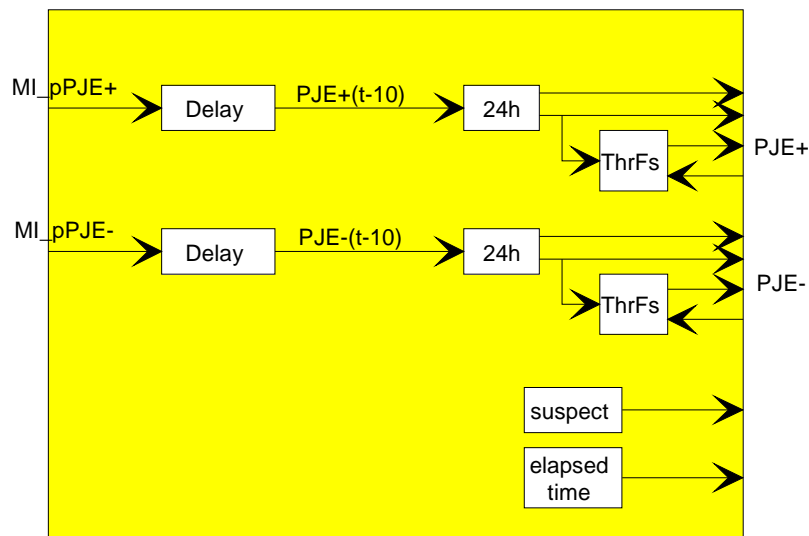 MI_pPJE+
Delay
PJE+(t-10)
24h
ThrFs
PJE+
MI_pPJE-
Delay
PJE-(t-10)
24h
ThrFs
PJE-
suspect
elapsed
time